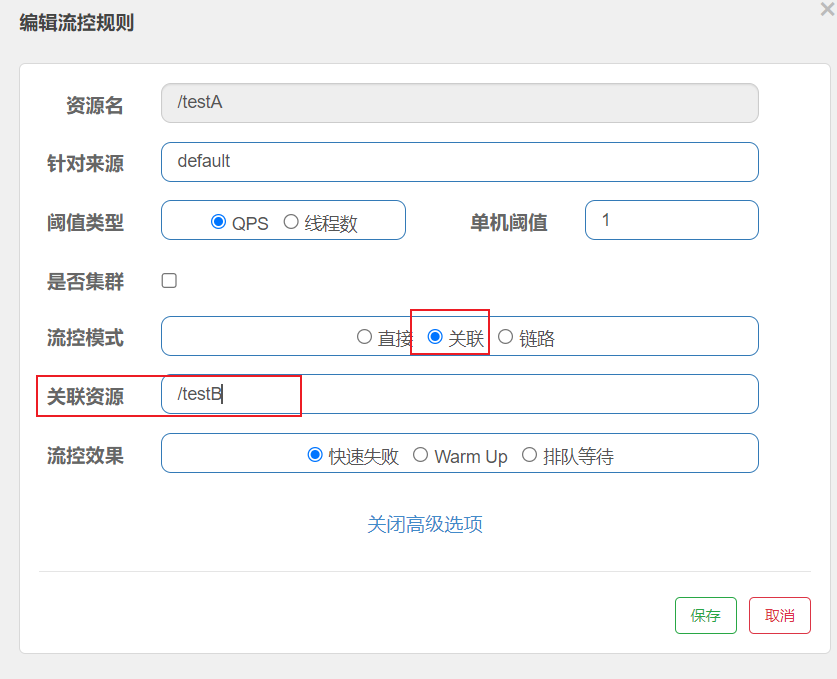 编辑流控规则
资源名 /testA
针对来源 default
阈值类型 QPS 线程数 单机阈值 1
是否集群
流控模式 直接 关联 链路
关联资源 /testB
流控效果 快速失败 Warm Up 排队等待
关闭高级选项
保存 取消